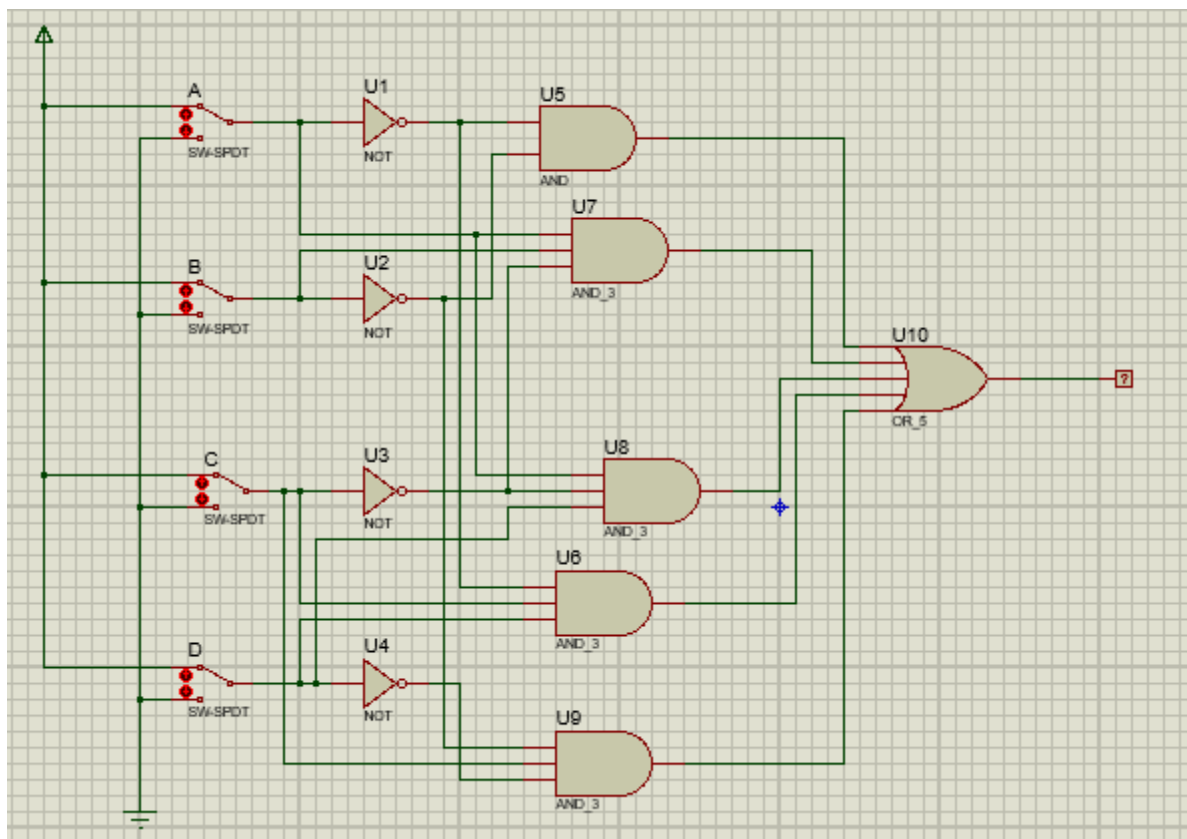 A
SW-SPDT
U1
NOT
U5
AND
U7
AND_3
B
SW-SPDT
U2
NOT
U10
OR_5
?
C
SW-SPDT
U3
NOT
U8
AND_3
U6
AND_3
D
SW-SPDT
U4
NOT
U9
AND_3